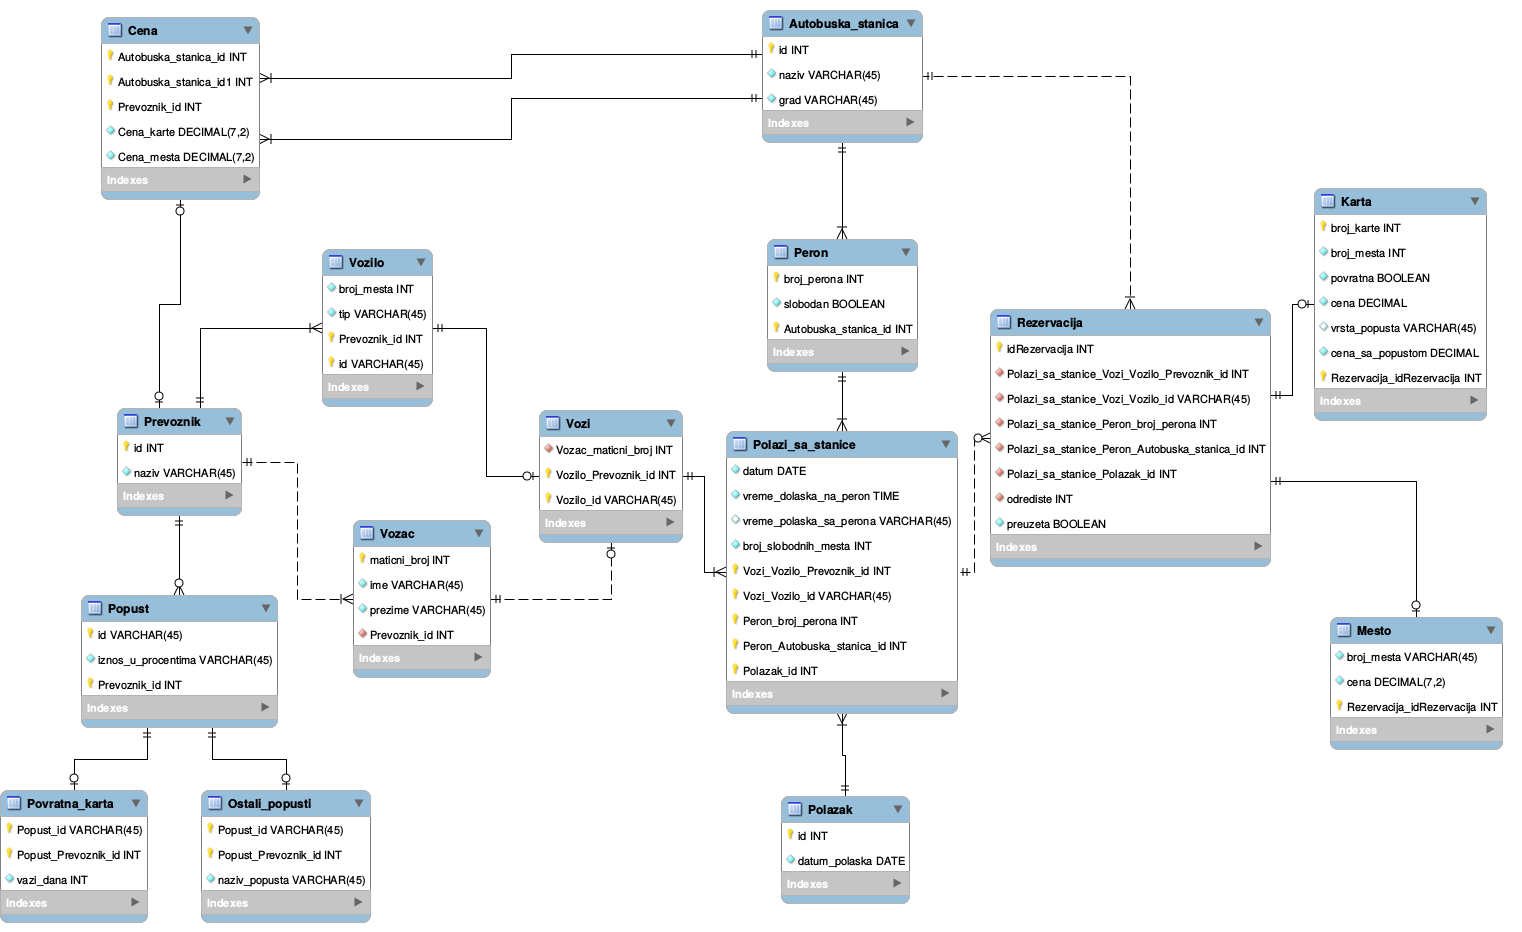 Cena
Autobuska_stanica_id INT
Autobuska_stanica_id1 INT
Prevoznik_id INT
Cena_karte DECIMAL(7,2)
Cena_mesta DECIMAL(7,2)
Indexes
Autobuska_stanica
id INT
naziv VARCHAR(45)
grad VARCHAR(45)
Indexes
Karta
broj_karte INT
broj_mesta INT
povratna BOOLEAN
cena DECIMAL
vrsta_popusta VARCHAR(45)
cena_sa_popustom DECIMAL
Rezervacija_idRezervacija INT
Indexes
Vozilo
broj_mesta INT
tip VARCHAR(45)
Prevoznik_id INT
id VARCHAR(45)
Indexes
Peron
broj_perona INT
slobodan BOOLEAN
Autobuska_stanica_id INT
Indexes
Rezervacija
idRezervacija INT
Polazi_sa_stanice_Vozi_Vozilo_Prevoznik_id INT
Polazi_sa_stanice_Vozi_Vozilo_id VARCHAR(45)
Polazi_sa_stanice_Peron_broj_perona INT
Polazi_sa_stanice_Peron_Autobuska_stanica_id INT
Polazi_sa_stanice_Polazak_id INT
odrediste INT
preuzeta BOOLEAN
Indexes
Prevoznik
id INT
naziv VARCHAR(45)
Indexes
Vozi
Vozac_maticni_broj INT
Vozilo_Prevoznik_id INT
Vozilo_id VARCHAR(45)
Indexes
Polazi_sa_stanice
datum DATE
vreme_dolaska_na_peron TIME
vreme_polaska_sa_perona VARCHAR(45)
broj_slobodnih_mesta INT
Vozi_Vozilo_Prevoznik_id INT
Vozi_Vozilo_id VARCHAR(45)
Peron_broj_perona INT
Peron_Autobuska_stanica_id INT
Polazak_id INT
Indexes
Vozac
maticni_broj INT
ime VARCHAR(45)
prezime VARCHAR(45)
Prevoznik_id INT
Indexes
Popust
id VARCHAR(45)
iznos_u_procentima VARCHAR(45)
Prevoznik_id INT
Indexes
Mesto
broj_mesta VARCHAR(45)
cena DECIMAL(7,2)
Rezervacija_idRezervacija INT
Indexes
Povratna_karta
Popust_id VARCHAR(45)
Popust_Prevoznik_id INT
vazi_dana INT
Indexes
Ostali_popusti
Popust_id VARCHAR(45)
Popust_Prevoznik_id INT
naziv_popusta VARCHAR(45)
Indexes
Polazak
id INT
datum_polaska DATE
Indexes